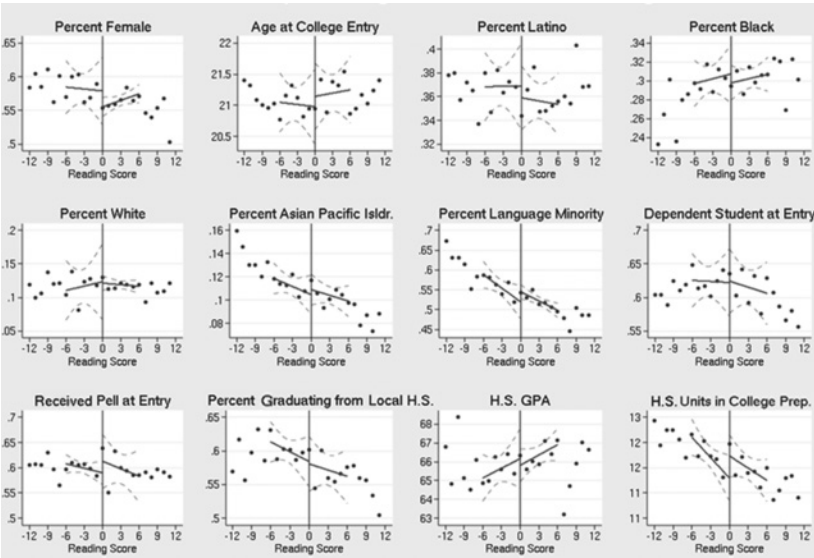 Percent Female
Age at College Entry
Percent Latino
Percent Black
.65
.6
.55
.5
22
21.5
21
20.5
.4
.38
.36
.34
.32
.34
.32
.3
.28
.26
.24
-12 -9 -6 -3 0 3 6 9 12
-12 -9 -6 -3 0 3 6 9 12
-12 -9 -6 -3 0 3 6 9 12
-12 -9 -6 -3 0 3 6 9 12
Reading Score
Reading Score
Reading Score
Reading Score
Percent White
Percent Asian Pacific Isldr.
Percent Language Minority
Dependent Student at Entry
.2
.15
.1
.05
.16
.14
.12
.1
.08
.7
.65
.6
.55
.5
.45
.7
.65
.6
.55
-12 -9 -6 -3 0 3 6 9 12
-12 -9 -6 -3 0 3 6 9 12
-12 -9 -6 -3 0 3 6 9 12
-12 -9 -6 -3 0 3 6 9 12
Reading Score
Reading Score
Reading Score
Reading Score
Received Pell at Entry
Percent Graduating from Local H.S.
H.S. GPA
H.S. Units in College Prep.
.7
.65
.6
.55
.5
.7
.65
.6
.55
.5
68
67
66
65
64
63
13
12
12
11
11
-12 -9 -6 -3 0 3 6 9 12
-12 -9 -6 -3 0 3 6 9 12
-12 -9 -6 -3 0 3 6 9 12
-12 -9 -6 -3 0 3 6 9 12
Reading Score
Reading Score
Reading Score
Reading Score